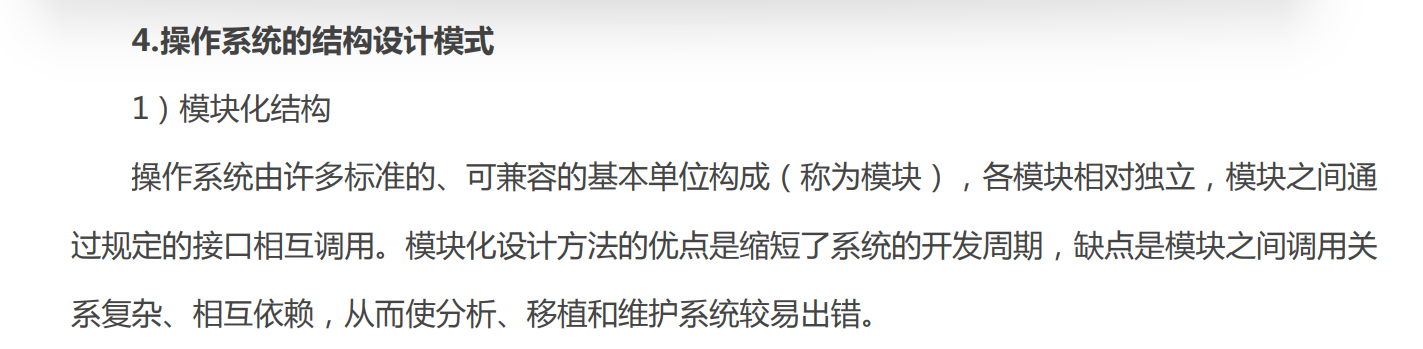 4.操作系统的结构设计模式
1）模块化结构
操作系统由许多标准的、可兼容的基本单位构成（称为模块），各模块相对独立，模块之间通
过规定的接口相互调用。模块化设计方法的优点是缩短了系统的开发周期，缺点是模块之间调用关
系复杂、相互依赖，从而使分析、移植和维护系统较易出错。